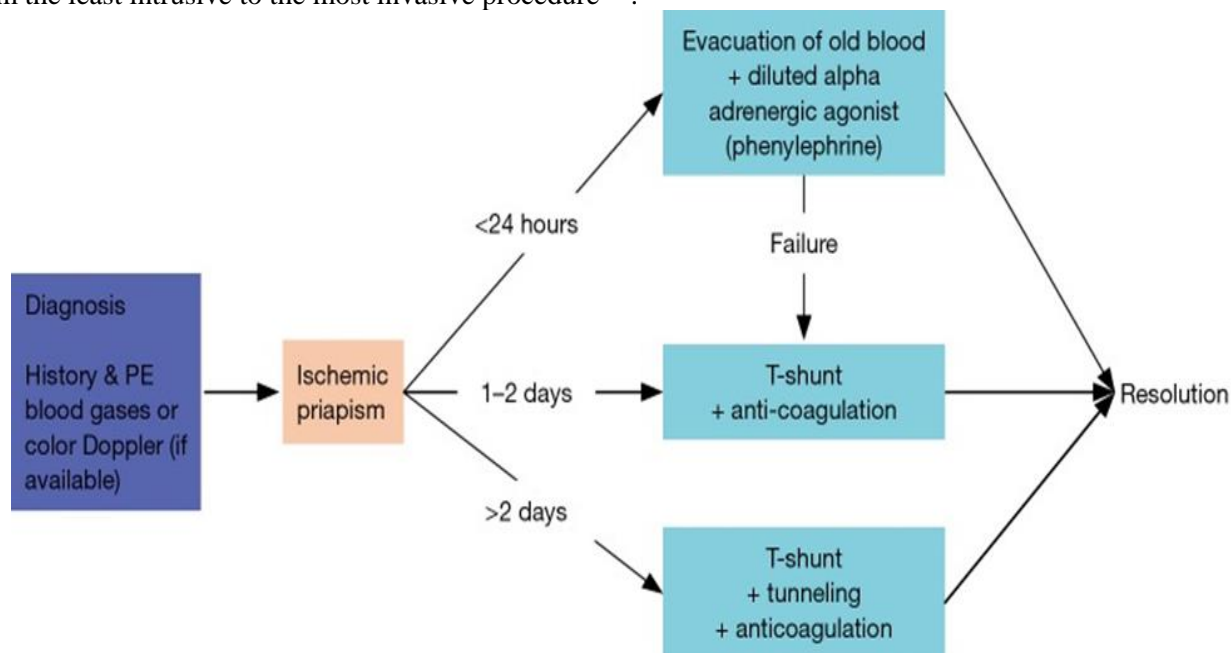 the least intrusive to the most invasive procedure
Evacuation of old blood
+ diluted alpha
adrenergic agonist
(phenylephrine)
<24 hours
Failure
Diagnosis
History & PE
blood gases or
color Doppler (if
available)
Ischemic
priapism
1–2 days
T-shunt
+ anti-coagulation
Resolution
>2 days
T-shunt
+ tunneling
+ anticoagulation